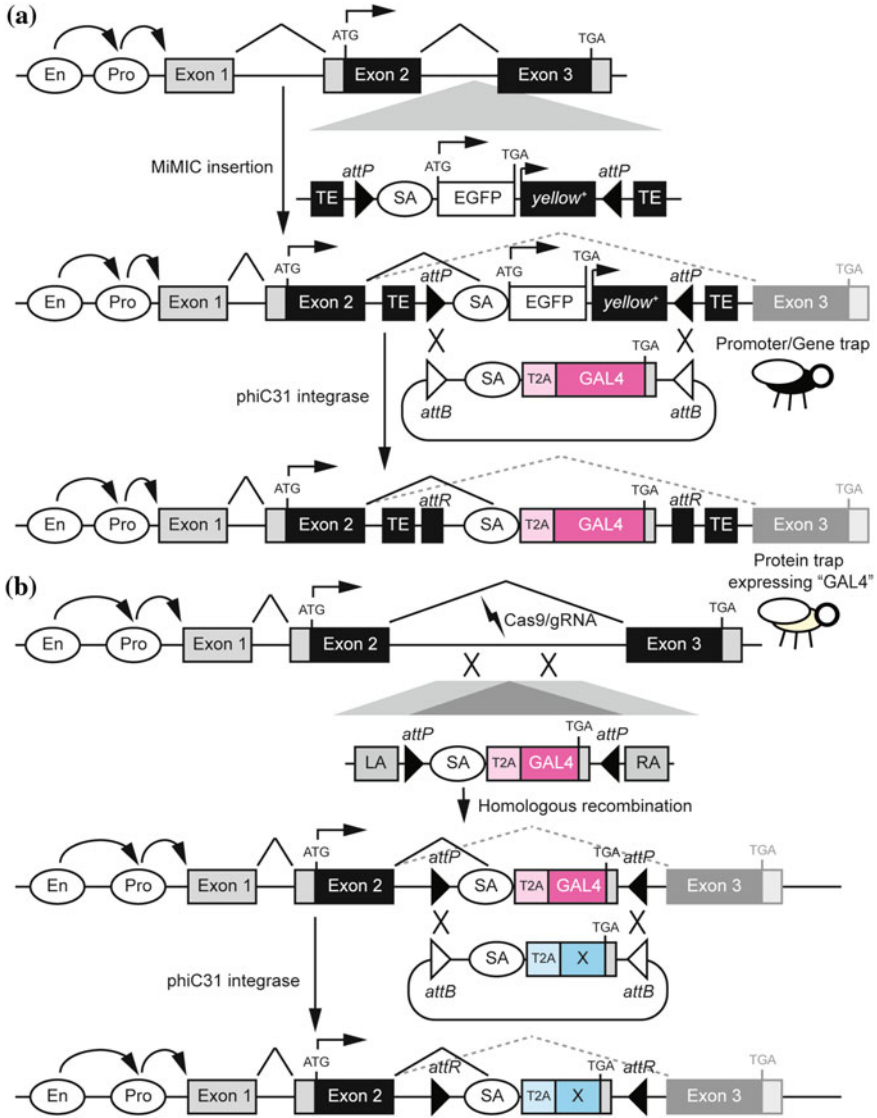 (a)
ATG
TGA
En Pro Exon 1 Exon 2 Exon 3
MiMIC insertion
attP ATG TGA attP
TE SA EGFP yellow+ TE
ATG attP ATG TGA attP TGA
En Pro Exon 1 Exon 2 TE SA EGFP yellow+ TE Exon 3
Promoter/Gene trap
TGA
SA T2A GAL4
phiC31 integrase
attB attB
ATG attR TGA attR TGA
En Pro Exon 1 Exon 2 TE SA T2A GAL4 TE Exon 3
Protein trap
expressing “GAL4”
(b)
ATG Cas9/gRNA TGA
En Pro Exon 1 Exon 2 Exon 3
attP TGA attP
LA SA T2A GAL4 RA
Homologous recombination
ATG attP TGA attP TGA
En Pro Exon 1 Exon 2 SA T2A GAL4 Exon 3
TGA
SA T2A X
phiC31 integrase
attB attB
ATG attR TGA attR TGA
En Pro Exon 1 Exon 2 SA T2A X Exon 3